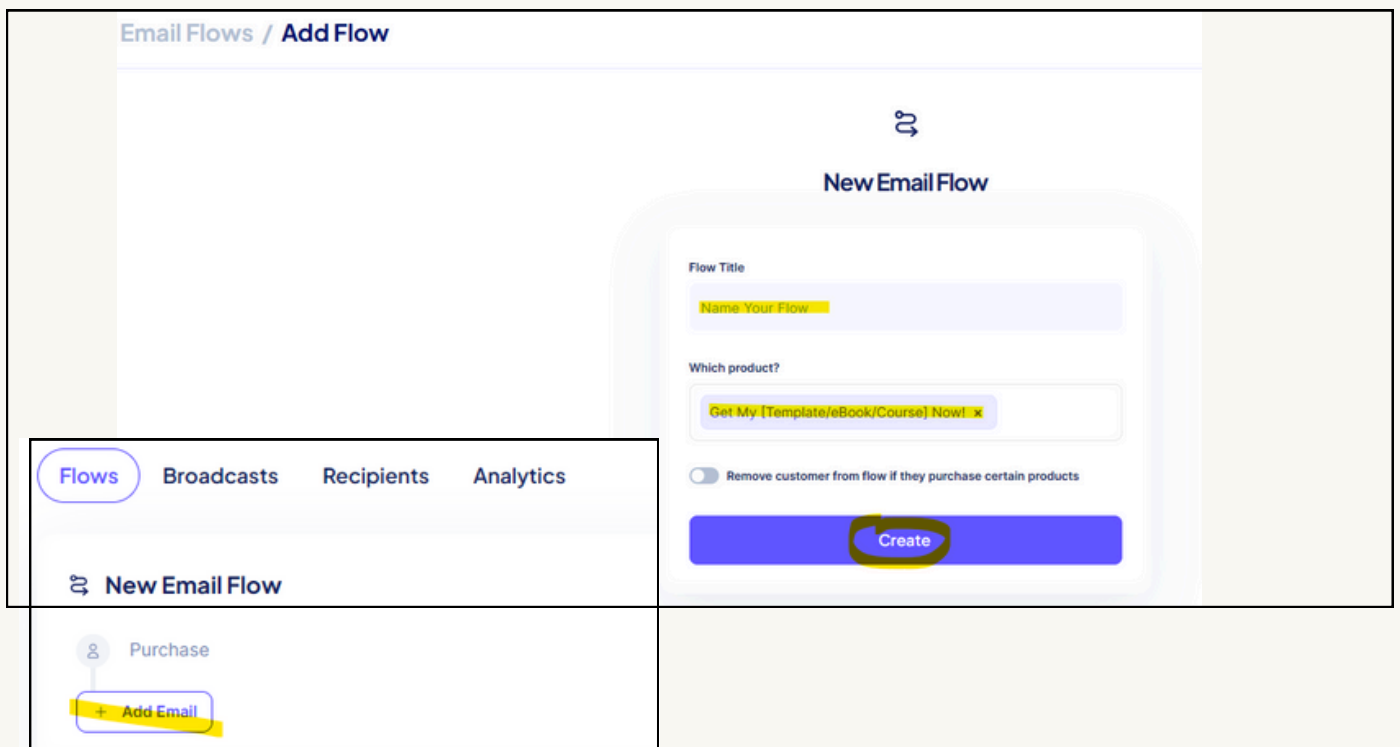 Email Flows / Add Flow
New Email Flow
Flow Title
Name Your Flow
Which product?
Get My [Template/eBook/Course] Now! ×
Remove customer from flow if they purchase certain products
Create
Flows Broadcasts Recipients Analytics
New Email Flow
Purchase
+ Add Email